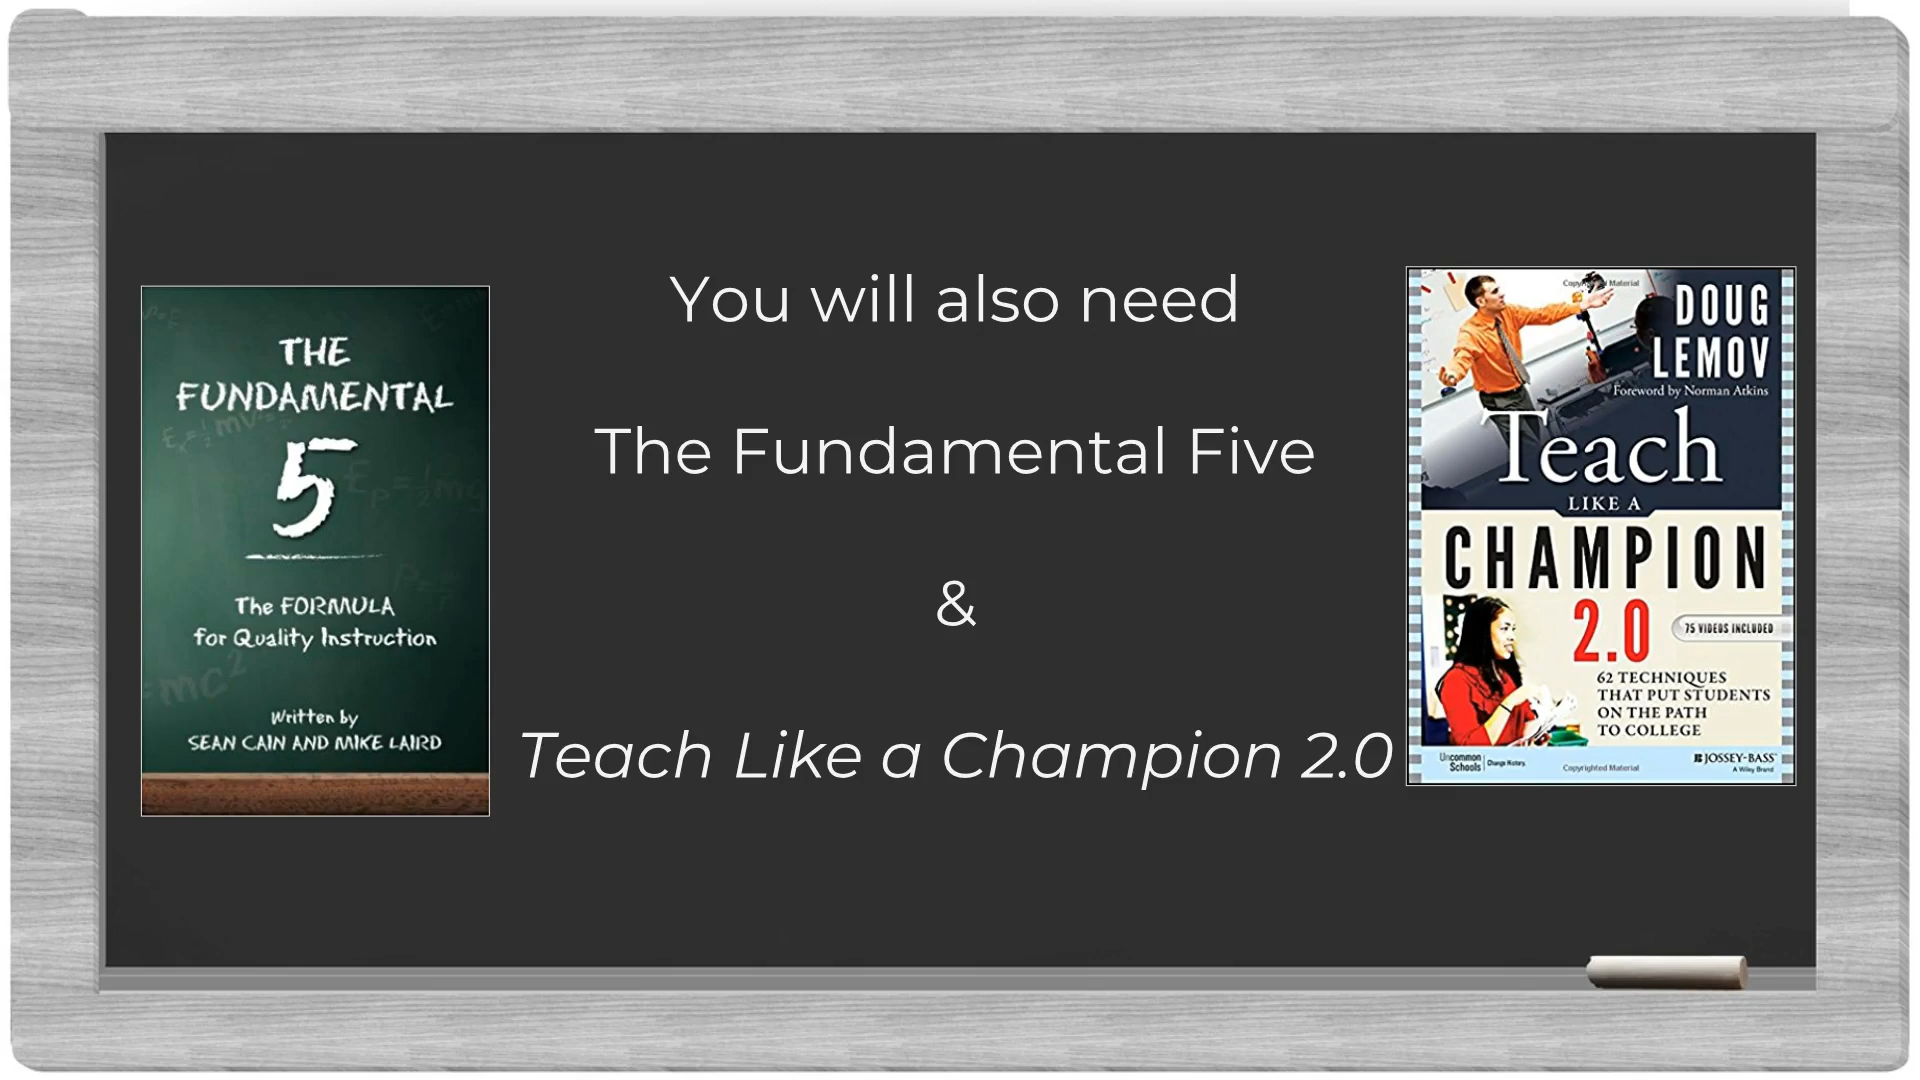 You will also need
The Fundamental Five
&
Teach Like a Champion 2.0
THE
FUNDAMENTAL
5
The FORMULA
for Quality Instruction
Written by
SEAN CAIN AND MIKE LAIRD
=mc²
DOUG
LEMOV
Foreword by Norman Atkins
Teach
LIKE A
CHAMPION
2.0
75 VIDEOS INCLUDED
62 TECHNIQUES
THAT PUT STUDENTS
ON THE PATH
TO COLLEGE
Uncommon
Schools
Change History.
Copyrighted Material
JOSSEY-BASS
A Wiley Brand